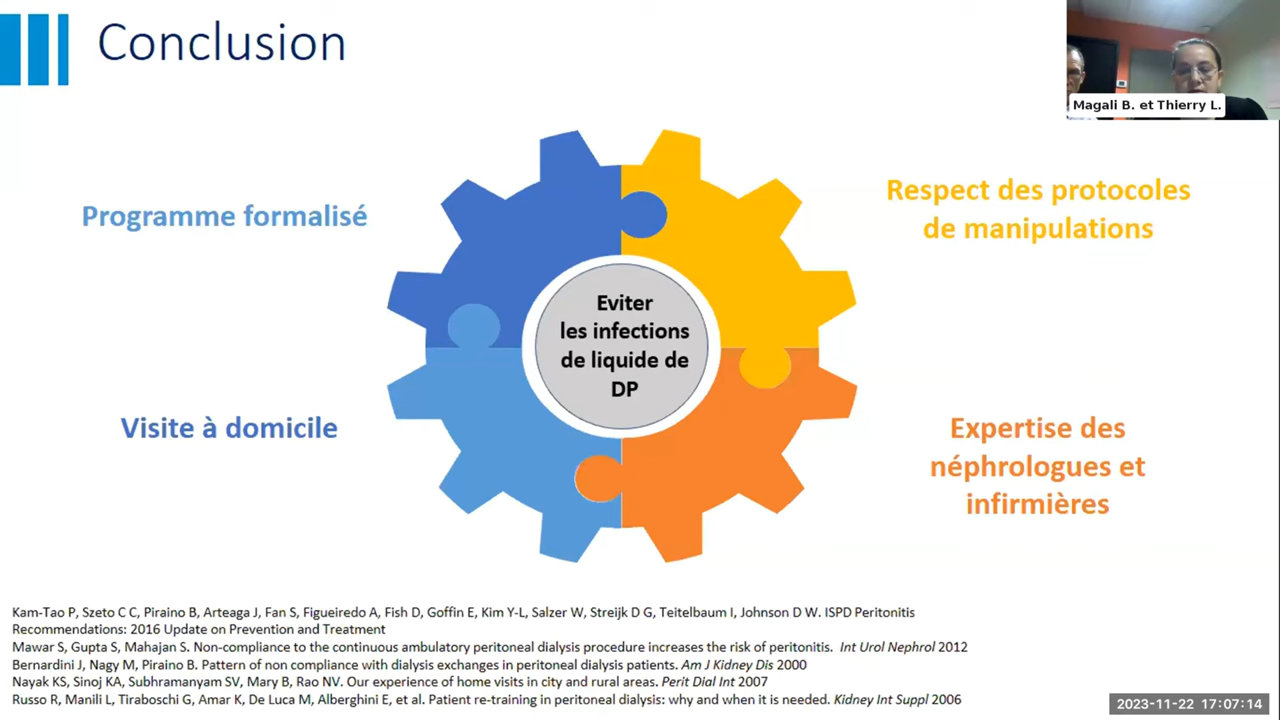 Conclusion
Magali B. et Thierry L.
Programme formalisé
Respect des protocoles
de manipulations
Eviter
les infections
de liquide de
DP
Visite à domicile
Expertise des
néphrologues et
infirmières
Kam-Tao P, Szeto C C, Piraino B, Arteaga J, Fan S, Figueiredo A, Fish D, Goffin E, Kim Y-L, Salzer W, Streijk D G, Teitelbaum I, Johnson D W. ISPD Peritonitis
Recommendations: 2016 Update on Prevention and Treatment
Mawar S, Gupta S, Mahajan S. Non-compliance to the continuous ambulatory peritoneal dialysis procedure increases the risk of peritonitis. Int Urol Nephrol 2012
Bernardini J, Nagy M, Piraino B. Pattern of non compliance with dialysis exchanges in peritoneal dialysis patients. Am J Kidney Dis 2000
Nayak KS, Sinoj KA, Subhramanyam SV, Mary B, Rao NV. Our experience of home visits in city and rural areas. Perit Dial Int 2007
Russo R, Manili L, Tiraboschi G, Amar K, De Luca M, Alberghini E, et al. Patient re-training in peritoneal dialysis: why and when it is needed. Kidney Int Suppl 2006
2023-11-22 17:07:14